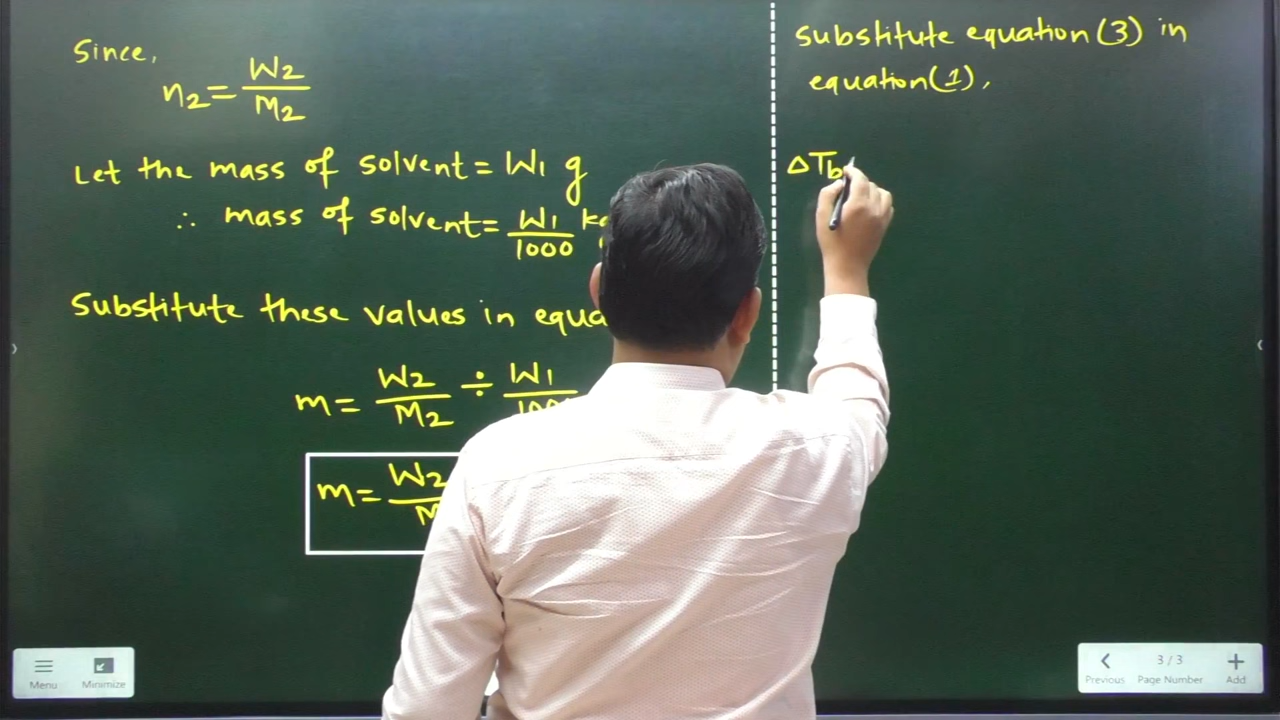 Since,
n2 = W2 / M2
Let the mass of solvent = W1 g
∴ mass of solvent = W1 / 1000
Substitute these values in
m = W2 / M2 ÷ W1
m = W2
Substitute equation (3) in
equation (1),
ΔTb
Menu
Minimize
3 / 3
Previous
Page Number
Add